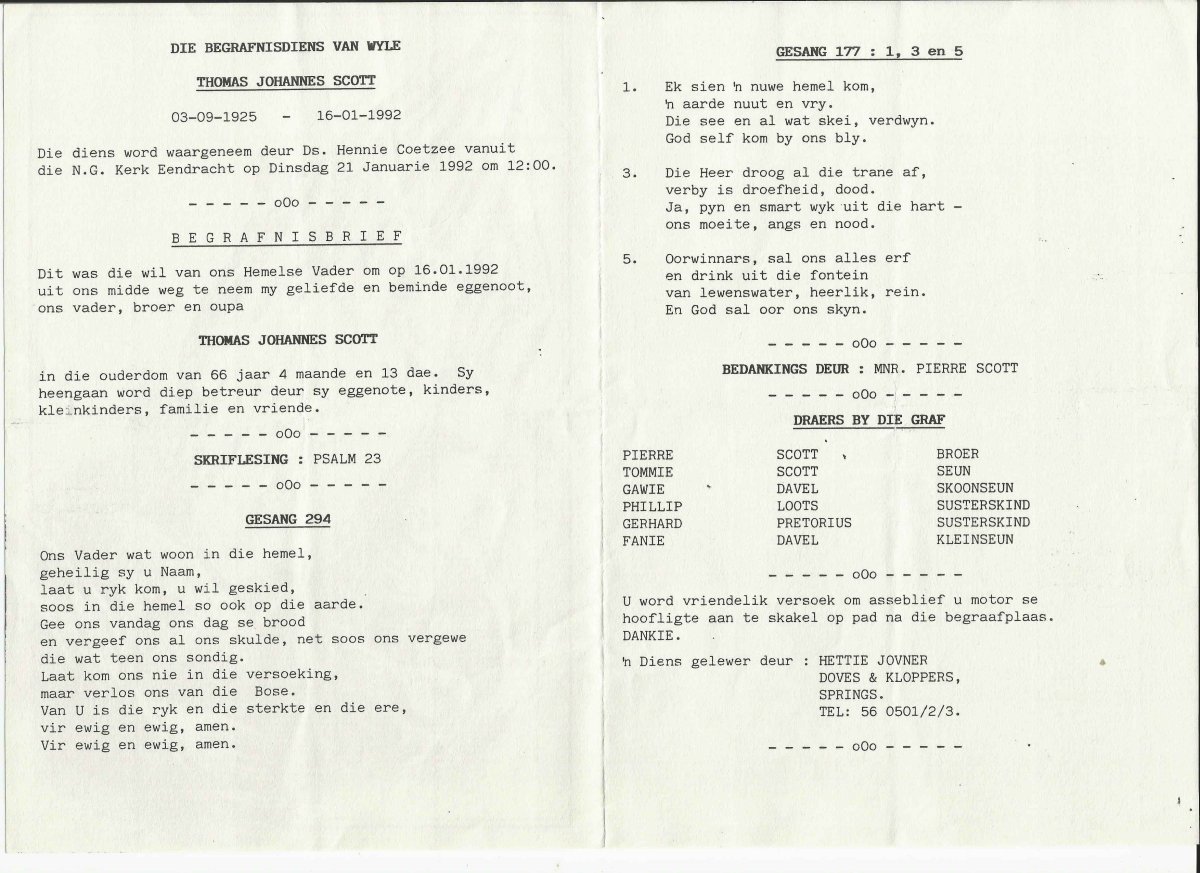 DIE BEGRAFNISDIENS VAN WYLE
THOMAS JOHANNES SCOTT
03-09-1925 - 16-01-1992
Die diens word waargeneem deur Ds. Hennie Coetzee vanuit
die N.G. Kerk Eendracht op Dinsdag 21 Januarie 1992 om 12:00.
- - - - - oOo - - - - -
B E G R A F N I S B R I E F
Dit was die wil van ons Hemelse Vader om op 16.01.1992
uit ons midde weg te neem my geliefde en beminde eggenoot,
ons vader, broer en oupa
THOMAS JOHANNES SCOTT
in die ouderdom van 66 jaar 4 maande en 13 dae. Sy
heengaan word diep betreur deur sy eggenote, kinders,
kleinkinders, familie en vriende.
- - - - - oOo - - - - -
SKRIFLESING : PSALM 23
- - - - - oOo - - - - -
GESANG 294
Ons Vader wat woon in die hemel,
geheilig sy u Naam,
laat u ryk kom, u wil geskied,
soos in die hemel so ook op die aarde.
Gee ons vandag ons dag se brood
en vergeef ons al ons skulde, net soos ons vergewe
die wat teen ons sondig.
Laat kom ons nie in die versoeking,
maar verlos ons van die Bose.
Van U is die ryk en die sterkte en die ere,
vir ewig en ewig, amen.
Vir ewig en ewig, amen.
GESANG 177 : 1, 3 en 5
1. Ek sien 'n nuwe hemel kom,
'n aarde nuut en vry.
Die see en al wat skei, verdwyn.
God self kom by ons bly.
3. Die Heer droog al die trane af,
verby is droefheid, dood.
Ja, pyn en smart wyk uit die hart -
ons moeite, angs en nood.
5. Oorwinnars, sal ons alles erf
en drink uit die fontein
van lewenswater, heerlik, rein.
En God sal oor ons skyn.
- - - - - oOo - - - - -
BEDANKINGS DEUR : MNR. PIERRE SCOTT
- - - - - oOo - - - - -
DRAERS BY DIE GRAF
PIERRE SCOTT BROER
TOMMIE SCOTT SEUN
GAWIE DAVEL SKOONSEUN
PHILLIP LOOTS SUSTERSKIND
GERHARD PRETORIUS SUSTERSKIND
FANIE DAVEL KLEINSEUN
- - - - - oOo - - - - -
U word vriendelik versoek om asseblief u motor se
hoofligte aan te skakel op pad na die begraafplaas.
DANKIE.
'n Diens gelewer deur : HETTIE JOVNER
DOVES & KLOPPERS,
SPRINGS.
TEL: 56 0501/2/3.
- - - - - oOo - - - - -